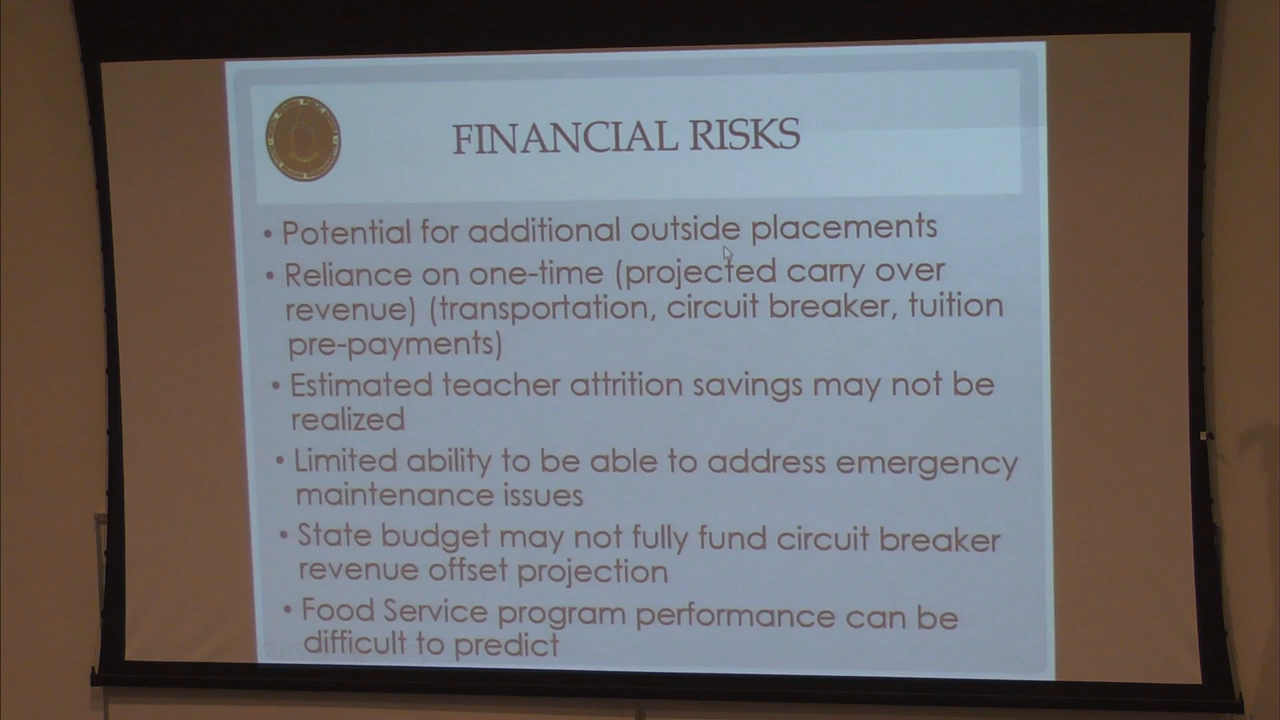 FINANCIAL RISKS
• Potential for additional outside placements
• Reliance on one-time (projected carry over
revenue) (transportation, circuit breaker, tuition
pre-payments)
• Estimated teacher attrition savings may not be
realized
• Limited ability to be able to address emergency
maintenance issues
• State budget may not fully fund circuit breaker
revenue offset projection
• Food Service program performance can be
difficult to predict